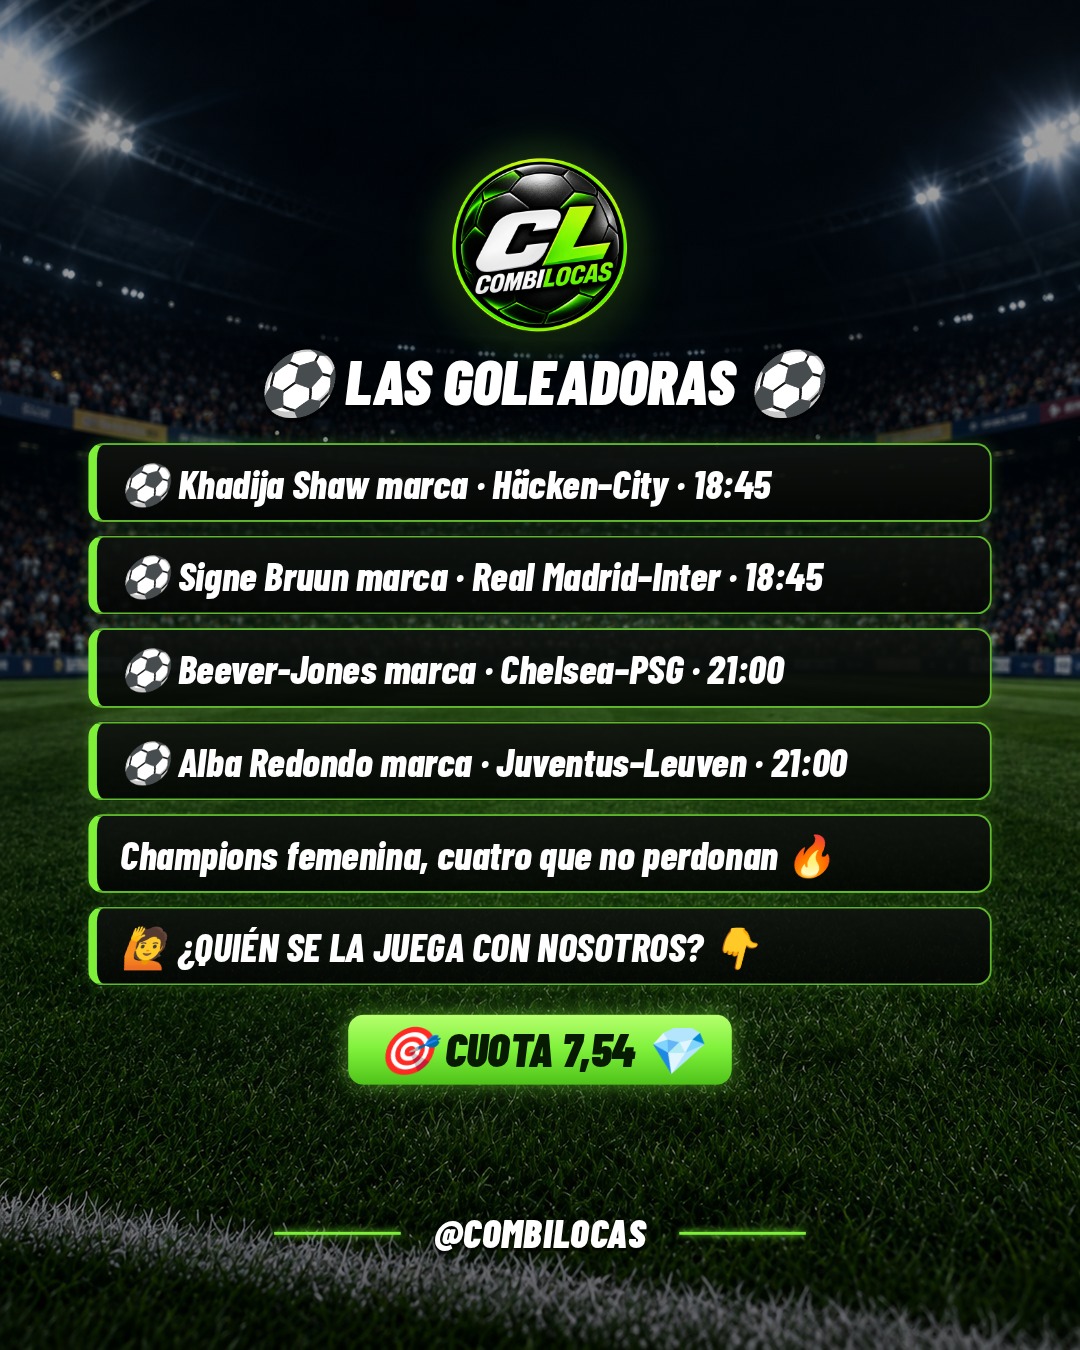 CL
COMBILOCAS
⚽ LAS GOLEADORAS ⚽
⚽ Khadija Shaw marca · Häcken-City · 18:45
⚽ Signe Bruun marca · Real Madrid-Inter · 18:45
⚽ Beever-Jones marca · Chelsea-PSG · 21:00
⚽ Alba Redondo marca · Juventus-Leuven · 21:00
Champions femenina, cuatro que no perdonan 🔥
🙋 ¿QUIÉN SE LA JUEGA CON NOSOTROS? 👇
🎯 CUOTA 7,54 💎
@COMBILOCAS